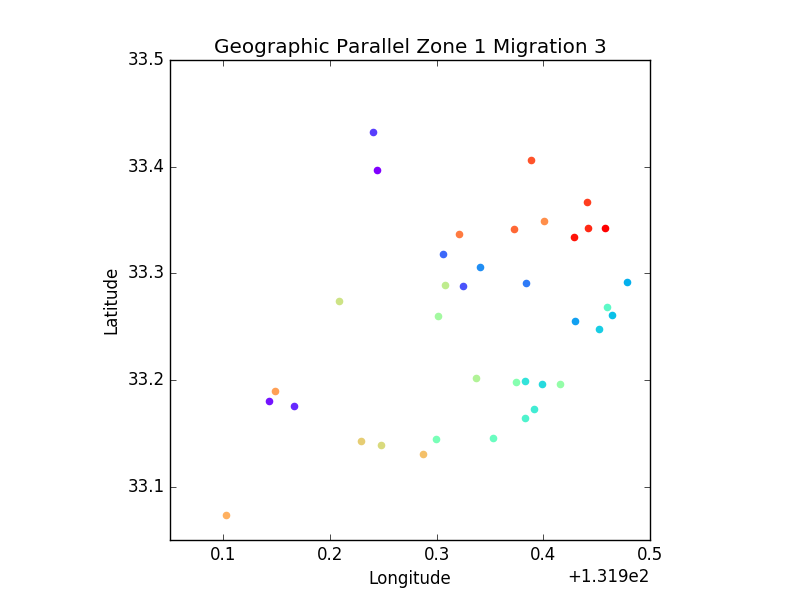 Geographic Parallel Zone 1 Migration 3
33.5
33.4
33.3
33.2
33.1
Latitude
0.1 0.2 0.3 0.4 0.5
Longitude
+1.319e2